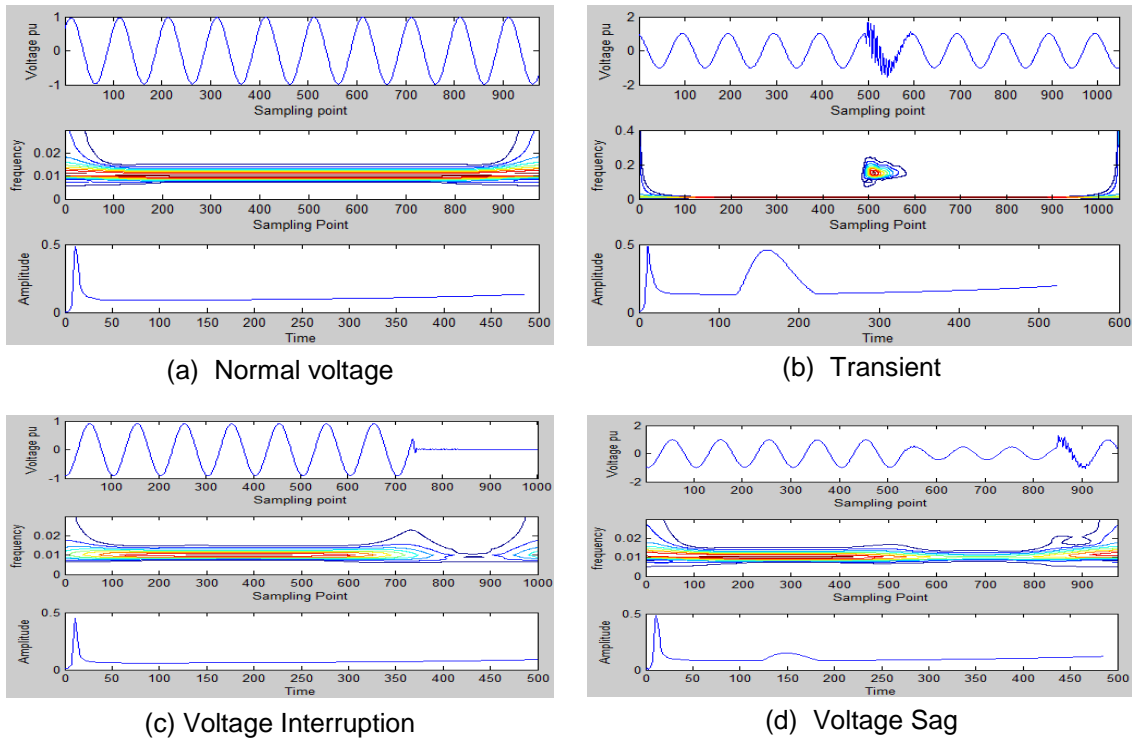 Voltage pu
1
0
-1
100 200 300 400 500 600 700 800 900
Sampling point
frequency
0.02
0.01
0
0 100 200 300 400 500 600 700 800 900
Sampling Point
Amplitude
0.5
0
0 50 100 150 200 250 300 350 400 450 500
Time
(a) Normal voltage
Voltage pu
2
0
-2
100 200 300 400 500 600 700 800 900 1000
Sampling point
frequency
0.4
0.2
0
0 100 200 300 400 500 600 700 800 900 1000
Sampling Point
Amplitude
0.5
0
0 100 200 300 400 500 600
Time
(b) Transient
Voltage pu
1
0
-1
100 200 300 400 500 600 700 800 900 1000
Sampling point
frequency
0.02
0.01
0
0 100 200 300 400 500 600 700 800 900 1000
Sampling Point
Amplitude
0.5
0
0 50 100 150 200 250 300 350 400 450 500
Time
(c) Voltage Interruption
Voltage pu
2
0
-2
100 200 300 400 500 600 700 800 900
Sampling point
frequency
0.02
0.01
0
0 100 200 300 400 500 600 700 800 900
Sampling Point
Amplitude
0.5
0
0 50 100 150 200 250 300 350 400 450 500
Time
(d) Voltage Sag